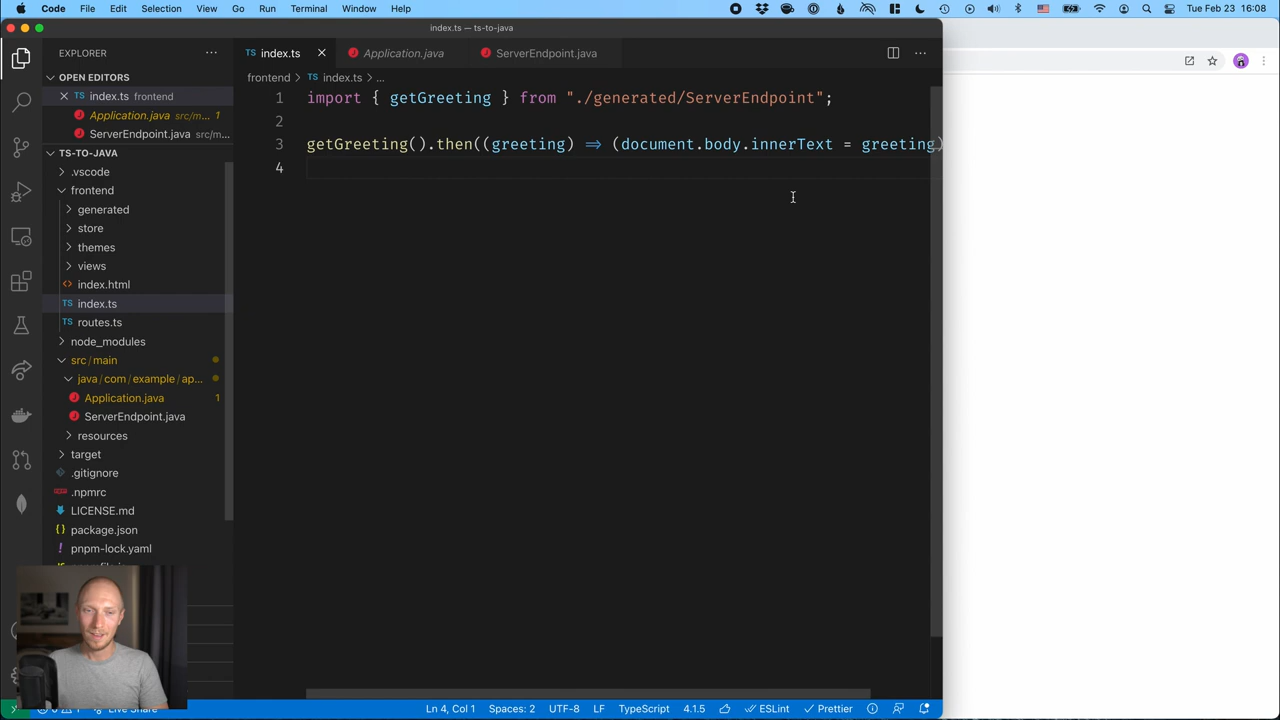 Code File Edit Selection View Go Run Terminal Window Help Tue Feb 23 16:08
index.ts — ts-to-java
EXPLORER ···
index.ts Application.java ServerEndpoint.java ···
OPEN EDITORS
frontend > TS index.ts > ...
TS index.ts frontend
Application.java src/m... 1
ServerEndpoint.java src/m...
TS-TO-JAVA
.vscode
frontend
generated
store
themes
views
index.html
TS index.ts
TS routes.ts
node_modules
src/main
java/com/example/ap...
Application.java 1
ServerEndpoint.java
resources
target
.gitignore
.npmrc
LICENSE.md
{} package.json
! pnpm-lock.yaml
1 import { getGreeting } from "./generated/ServerEndpoint";
2
3 getGreeting().then((greeting) => (document.body.innerText = greeting)
4
Live Share Ln 4, Col 1 Spaces: 2 UTF-8 LF TypeScript 4.1.5 ESLint Prettier